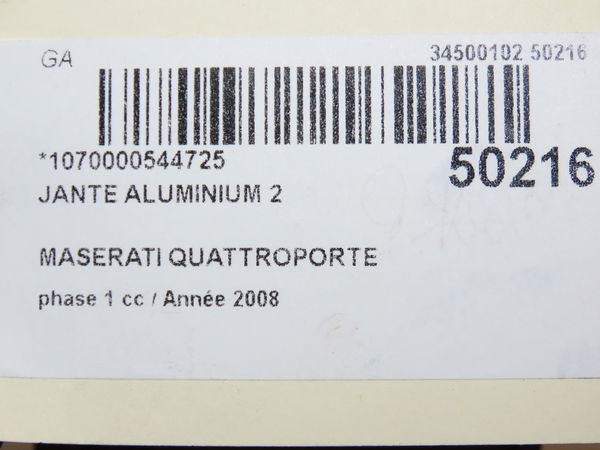 GA
34500102 50216
*1070000544725
50216
JANTE ALUMINIUM 2
MASERATI QUATTROPORTE
phase 1 cc / Année 2008